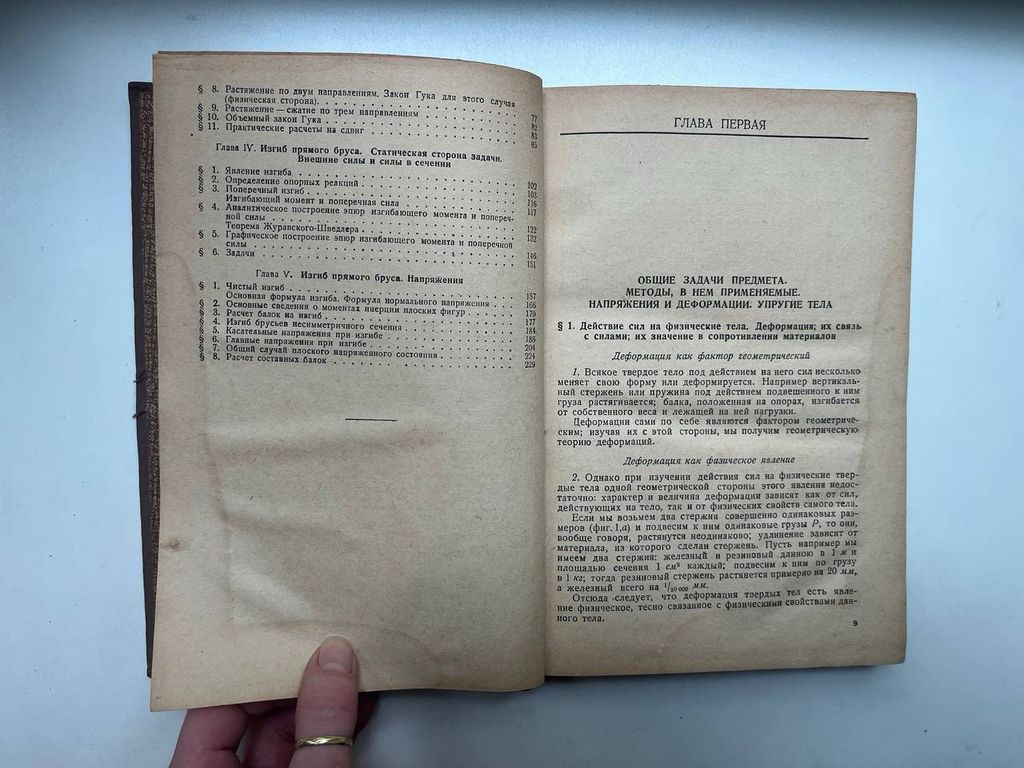 § 8. Растяжение по двум направлениям. Закон Гука для этого случая
(физическая сторона). . . . . . . . . . . . . . . . . . . . 77
§ 9. Растяжение — сжатие по трем направлениям . . . . . . . . . 82
§ 10. Объемный закон Гука . . . . . . . . . . . . . . . . . . . . 83
§ 11. Практические расчеты на сдвиг . . . . . . . . . . . . . . . 85
Глава IV. Изгиб прямого бруса. Статическая сторона задачи.
Внешние силы и силы в сечении
§ 1. Явление изгиба . . . . . . . . . . . . . . . . . . . . 102
§ 2. Определение опорных реакций . . . . . . . . . . . . . . . 103
§ 3. Поперечный изгиб . . . . . . . . . . . . . . . . . . . . 116
Изгибающий момент и поперечная сила . . . . . . . . . . . 117
§ 4. Аналитическое построение эпюр изгибающего момента и попереч-
ной силы . . . . . . . . . . . . . . . . . . . . 122
Теорема Журавского-Шведлера . . . . . . . . . . . . . . . 132
§ 5. Графическое построение эпюр изгибающего момента и поперечной
силы . . . . . . . . . . . . . . . . . . . . 146
§ 6. Задачи . . . . . . . . . . . . . . . . . . . . 151
Глава V. Изгиб прямого бруса. Напряжения
§ 1. Чистый изгиб . . . . . . . . . . . . . . . . . . . . 157
Основная формула изгиба. Формула нормального напряжения . . . 166
§ 2. Основные сведения о моментах инерции плоских фигур . . . . 170
§ 3. Расчет балок на изгиб . . . . . . . . . . . . . . . . . . . . 177
§ 4. Изгиб брусьев несимметричного сечения . . . . . . . . . . . 184
§ 5. Касательные напряжения при изгибе . . . . . . . . . . . . . 186
§ 6. Главные напряжения при изгибе . . . . . . . . . . . . . . . 204
§ 7. Общий случай плоского напряженного состояния . . . . . . . 224
§ 8. Расчет составных балок . . . . . . . . . . . . . . . . . . . . 229
ГЛАВА ПЕРВАЯ
ОБЩИЕ ЗАДАЧИ ПРЕДМЕТА.
МЕТОДЫ, В НЕМ ПРИМЕНЯЕМЫЕ.
НАПРЯЖЕНИЯ И ДЕФОРМАЦИИ. УПРУГИЕ ТЕЛА
§ 1. Действие сил на физические тела. Деформация; их связь
с силами; их значение в сопротивлении материалов
Деформация как фактор геометрический
1. Всякое твердое тело под действием на него сил несколько
меняет свою форму или деформируется. Например вертикаль-
ный стержень или пружина под действием подвешенного к ним
груза растягивается; балка, положенная на опорах, изгибается
от собственного веса и лежащей на ней нагрузки.
Деформации сами по себе являются фактором геометриче-
ским; изучая их с этой стороны, мы получим геометрическую
теорию деформаций.
Деформация как физическое явление
2. Однако при изучении действия сил на физические твер-
дые тела одной геометрической стороны этого явления недос-
таточно: характер и величина деформации зависят как от сил,
действующих на тело, так и от физических свойств самого тела.
Если мы возьмем два стержня совершенно одинаковых раз-
меров (фиг. 1,а) и подвесим к ним одинаковые грузы P, то они,
вообще говоря, растянутся неодинаково; удлинение зависит от
материала, из которого сделан стержень. Пусть например мы
имеем два стержня: железный и резиновый длиною в 1 м и
площадью сечения 1 см² каждый; подвесим к ним по грузу
в 1 кг; тогда резиновый стержень растянется примерно на 20 мм,
а железный всего на ¹/₂₀ ₀₀₀ мм.
Отсюда следует, что деформация твердых тел есть явле-
ние физическое, тесно связанное с физическими свойствами дан-
ного тела.
9